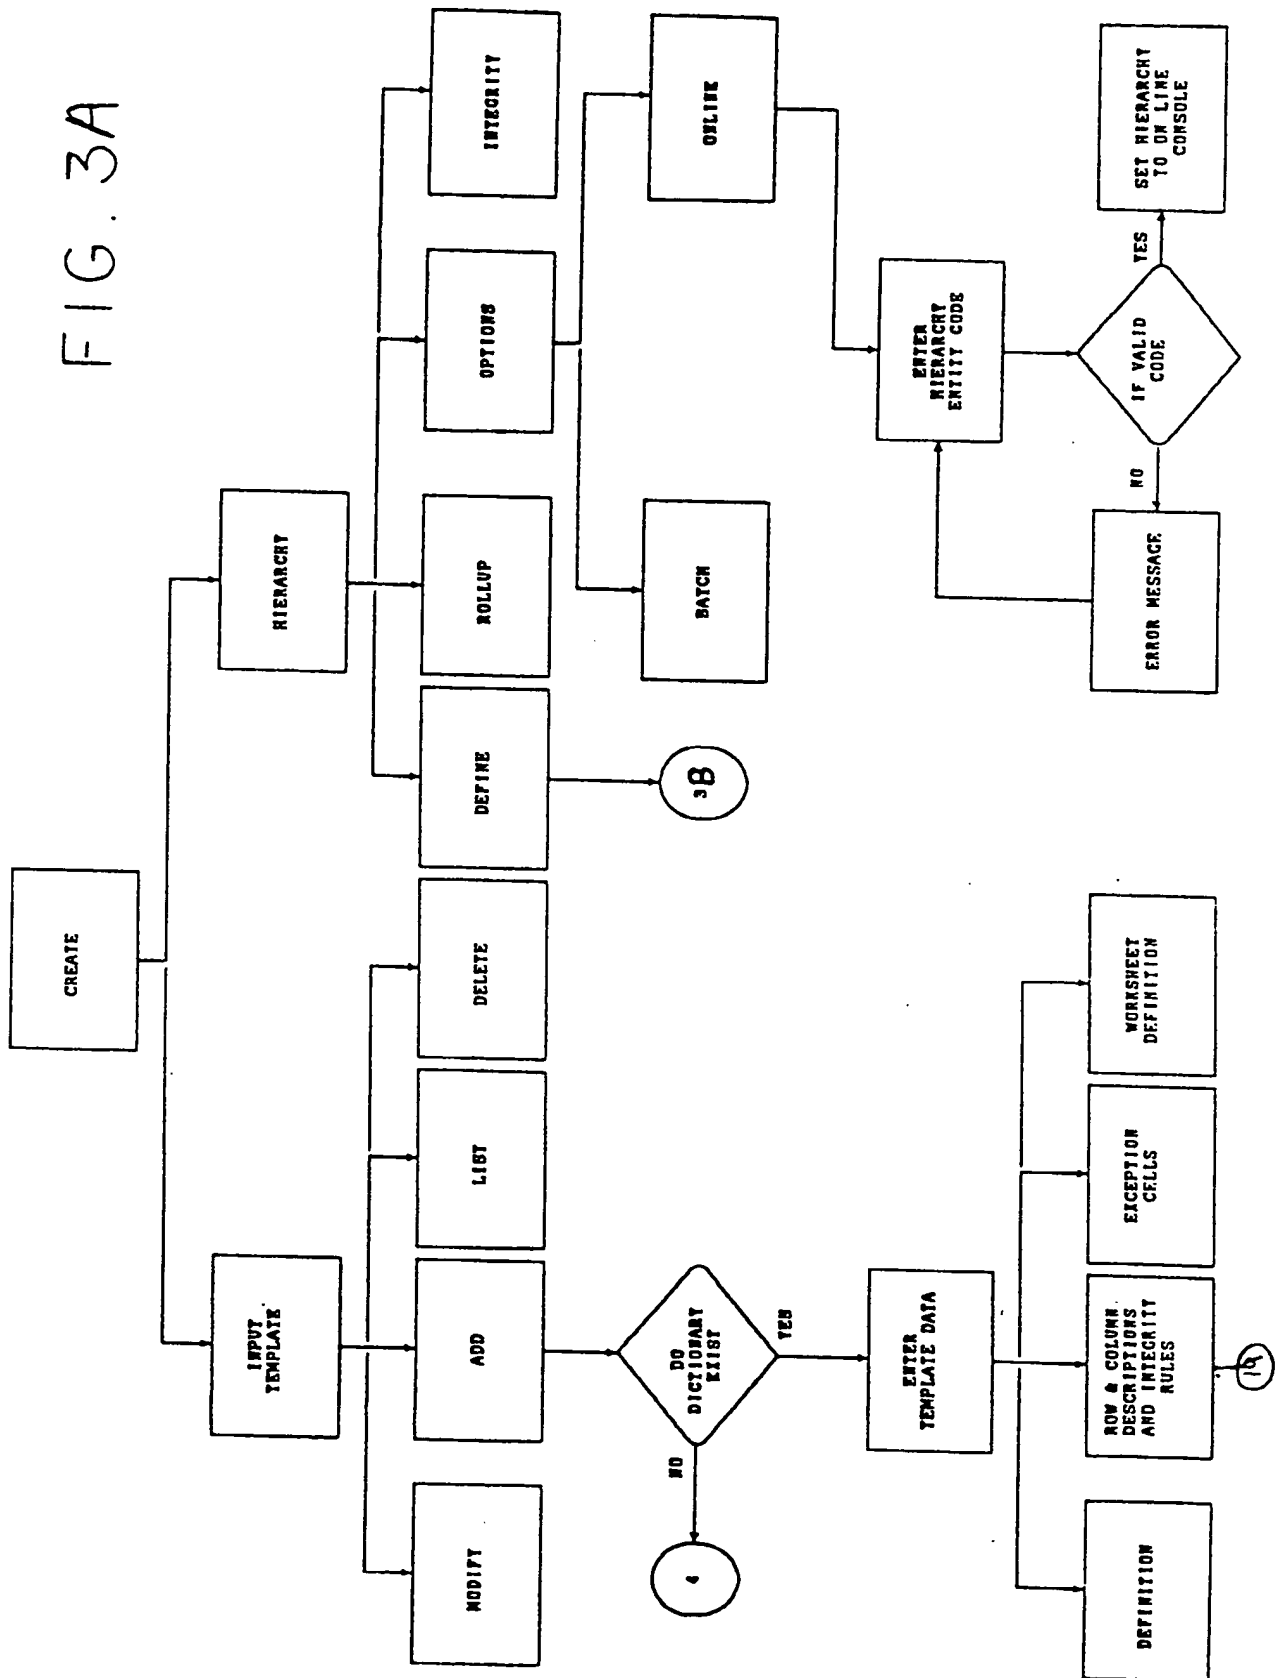 FIG. 3A
CREATE
INPUT
TEMPLATE
HIERARCHY
MODIFY
ADD
LIST
DELETE
DEFINE
ROLLUP
OPTIONS
INTEGRITY
DO
DICTIONARY
EXIST
NO
YES
4
3B
BATCH
ONLINE
ENTER
TEMPLATE DATA
ENTER
HIERARCHY
ENTITY CODE
DEFINITION
ROW & COLUMN
DESCRIPTIONS
AND INTEGRITY
RULES
EXCEPTION
CELLS
WORKSHEET
DEFINITION
ERROR MESSAGE
NO
IF VALID
CODE
YES
SET HIERARCHY
TO ON LINE
CONSOLE